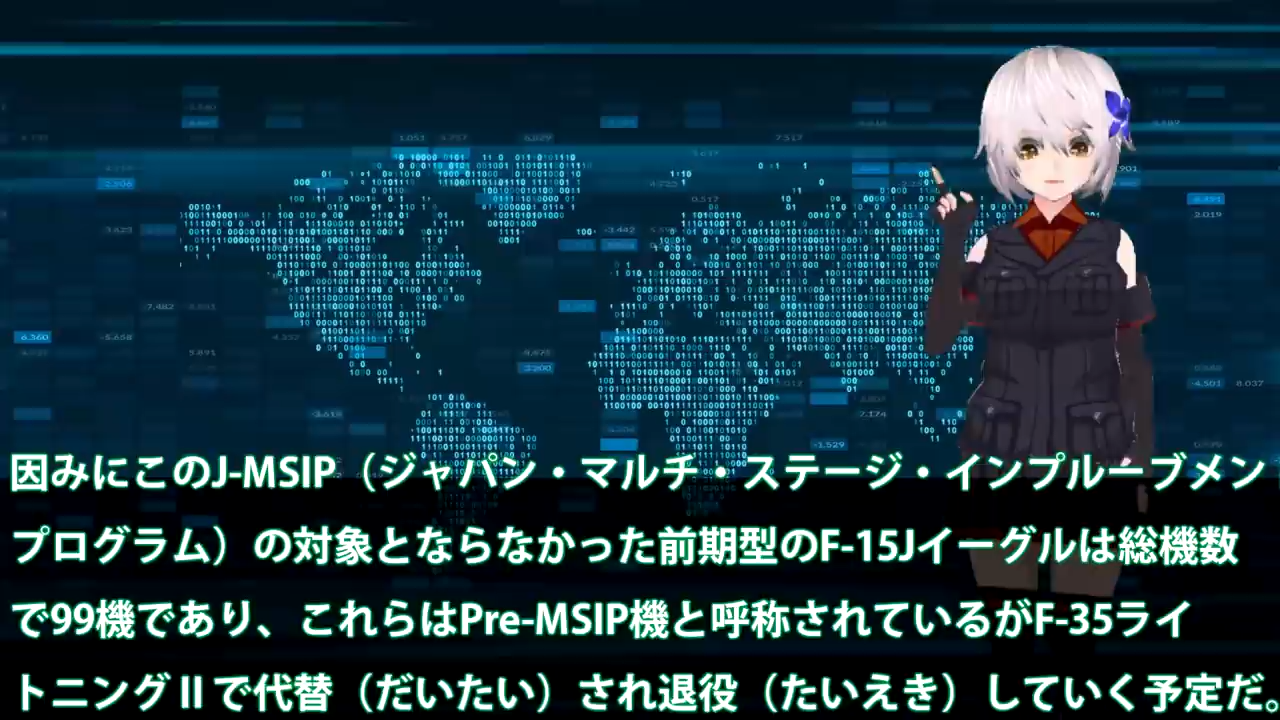 因みにこのJ-MSIP（ジャパン・マルチ・ステージ・インプルーブメン
プログラム）の対象とならなかった前期型のF-15Jイーグルは総機数
で99機であり、これらはPre-MSIP機と呼称されているがF-35ライ
トニングⅡで代替（だいたい）され退役（たいえき）していく予定だ。